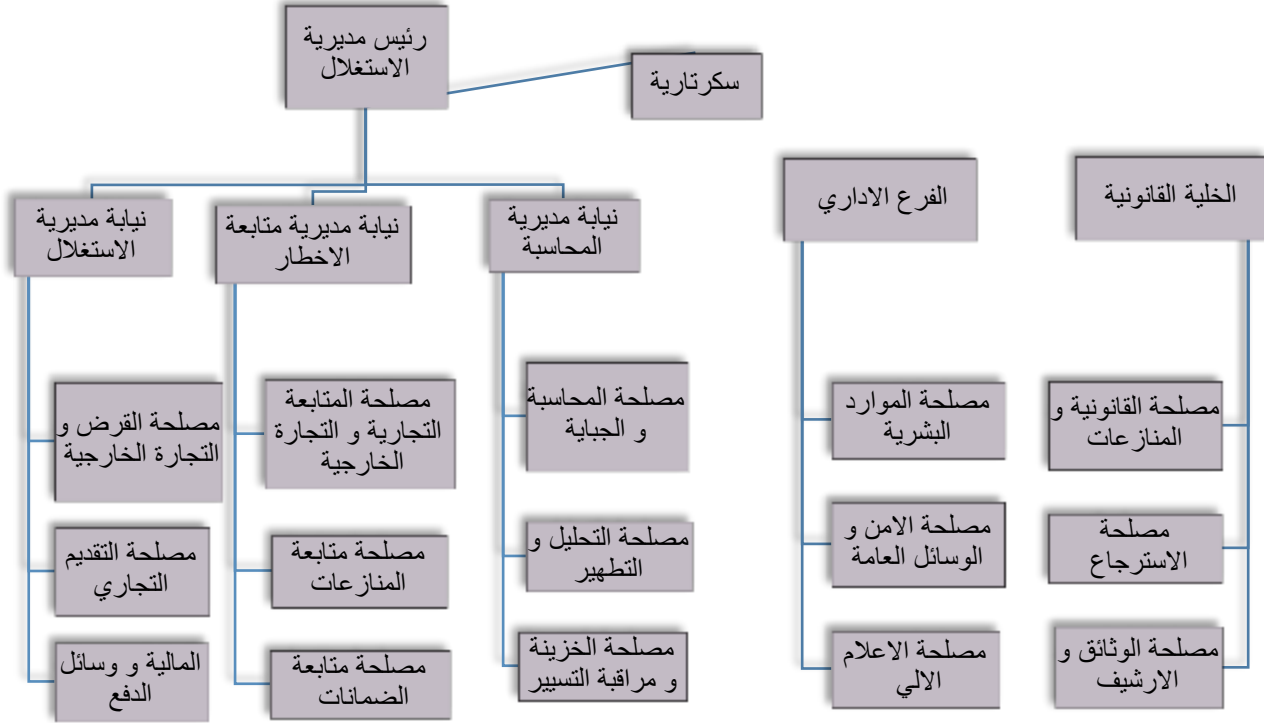 رئيس مديرية
الاستغلال
سكرتارية
الخلية القانونية
الفرع الاداري
نيابة مديرية
المحاسبة
نيابة مديرية متابعة
الاخطار
نيابة مديرية
الاستغلال
مصلحة القانونية و
المنازعات
مصلحة
الاسترجاع
مصلحة الوثائق و
الارشيف
مصلحة الموارد
البشرية
مصلحة الامن و
الوسائل العامة
مصلحة الاعلام
الالي
مصلحة المحاسبة
و الجباية
مصلحة التحليل و
التطهير
مصلحة الخزينة
و مراقبة التسيير
مصلحة المتابعة
التجارية و التجارة
الخارجية
مصلحة متابعة
المنازعات
مصلحة متابعة
الضمانات
مصلحة القرض و
التجارة الخارجية
مصلحة التقديم
التجاري
المالية و وسائل
الدفع